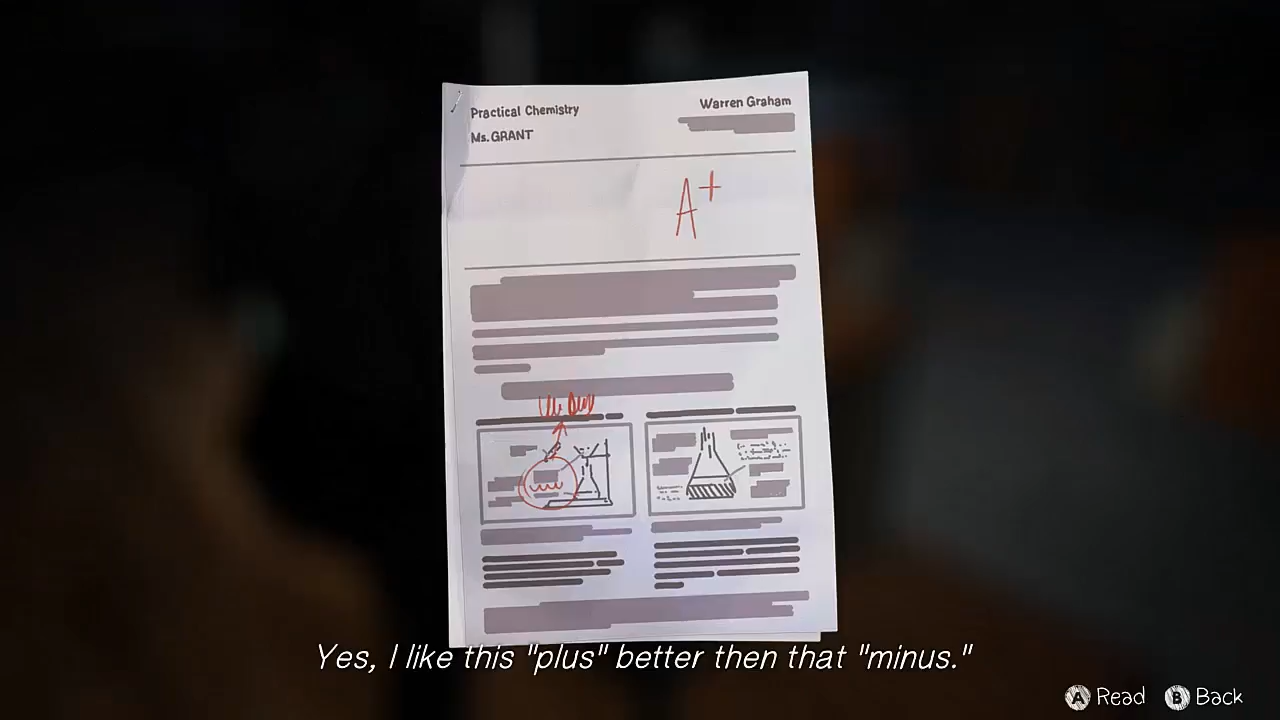 Practical Chemistry
Warren Graham
Ms. GRANT
A+
Yes, I like this "plus" better then that "minus."
A Read B Back